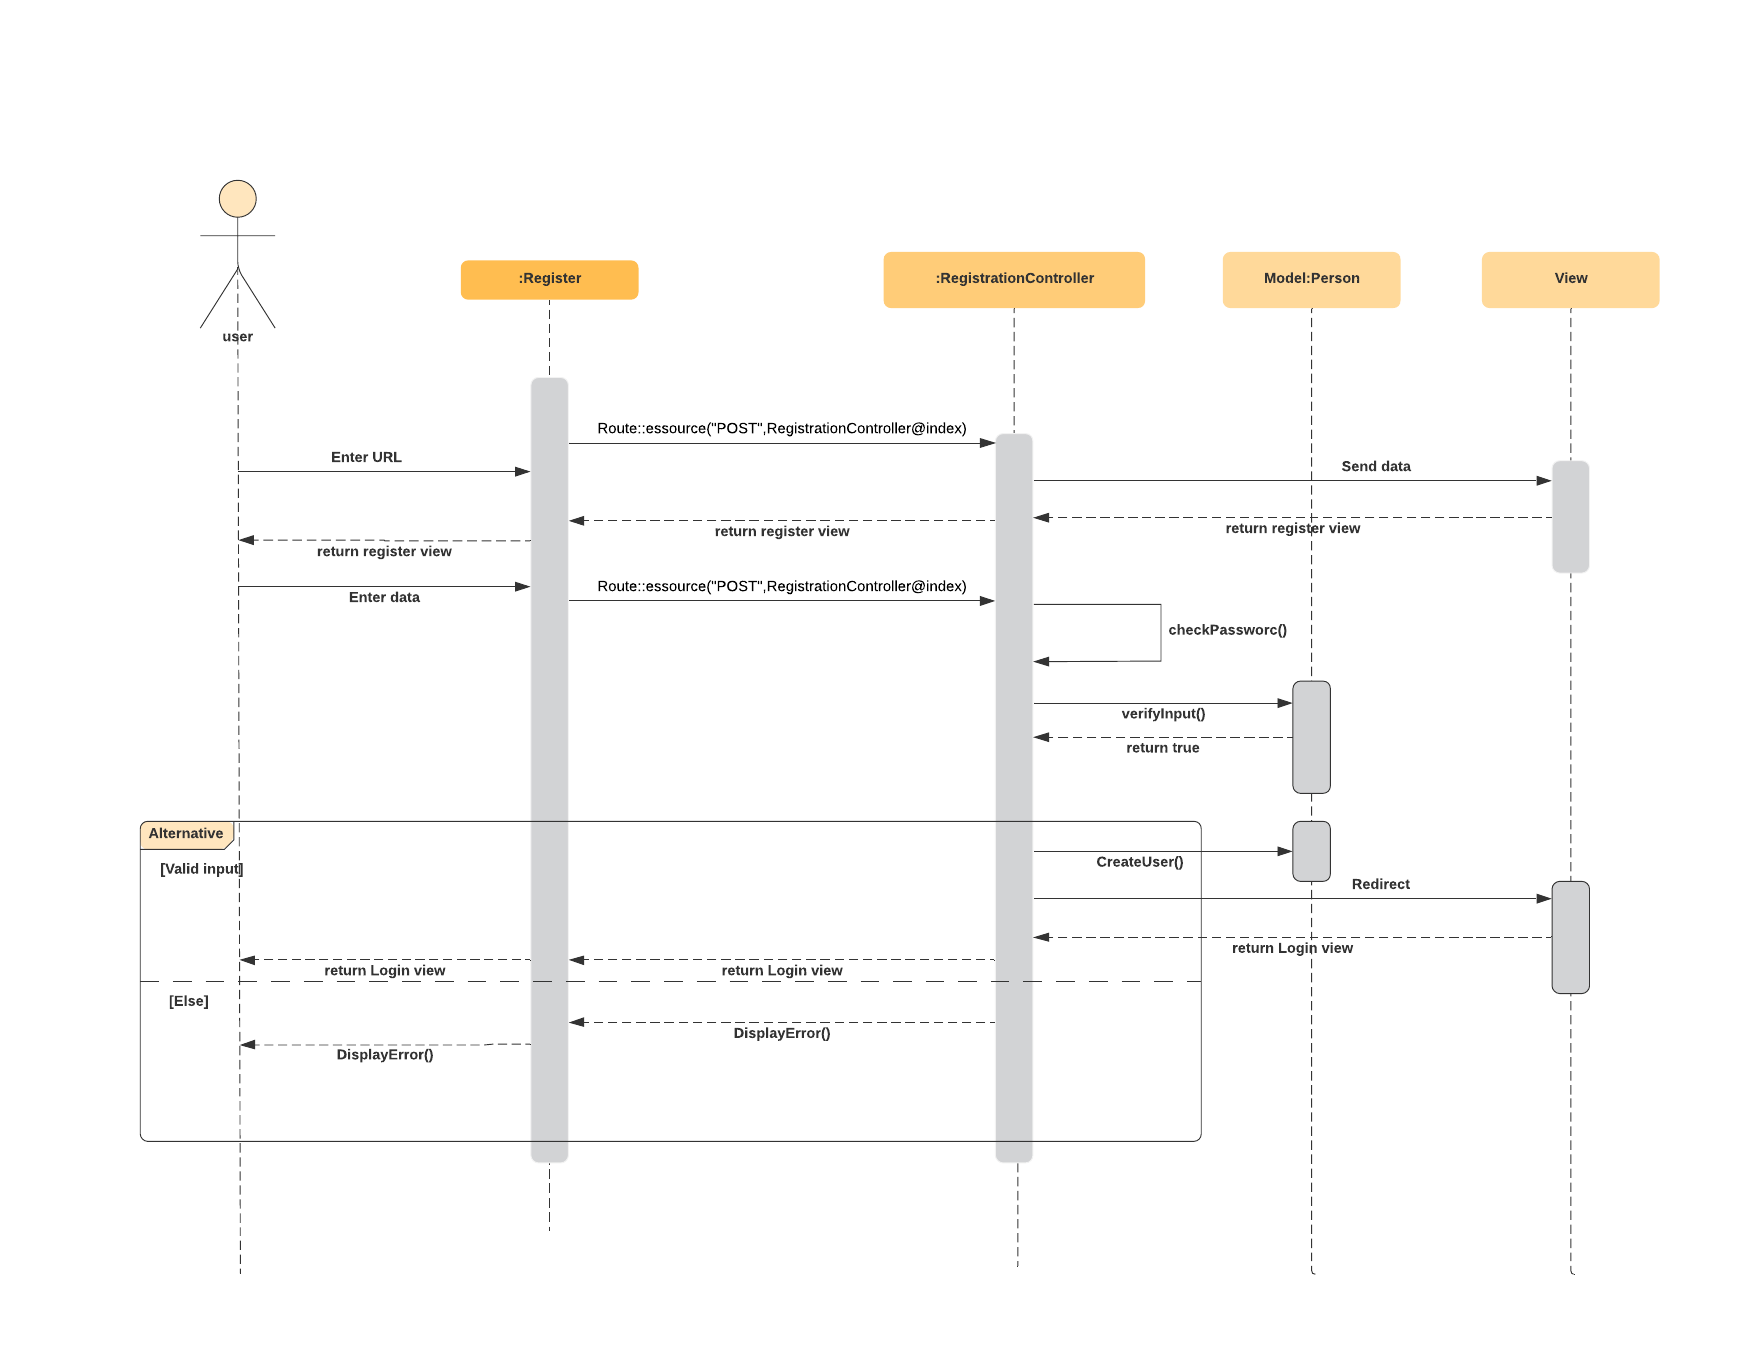 user
:Register
:RegistrationController
Model:Person
View
Route::essource("POST",RegistrationController@index)
Enter URL
Send data
return register view
return register view
return register view
Enter data
Route::essource("POST",RegistrationController@index)
checkPassworc()
verifyInput()
return true
Alternative
[Valid input]
CreateUser()
Redirect
return Login view
return Login view
return Login view
[Else]
DisplayError()
DisplayError()